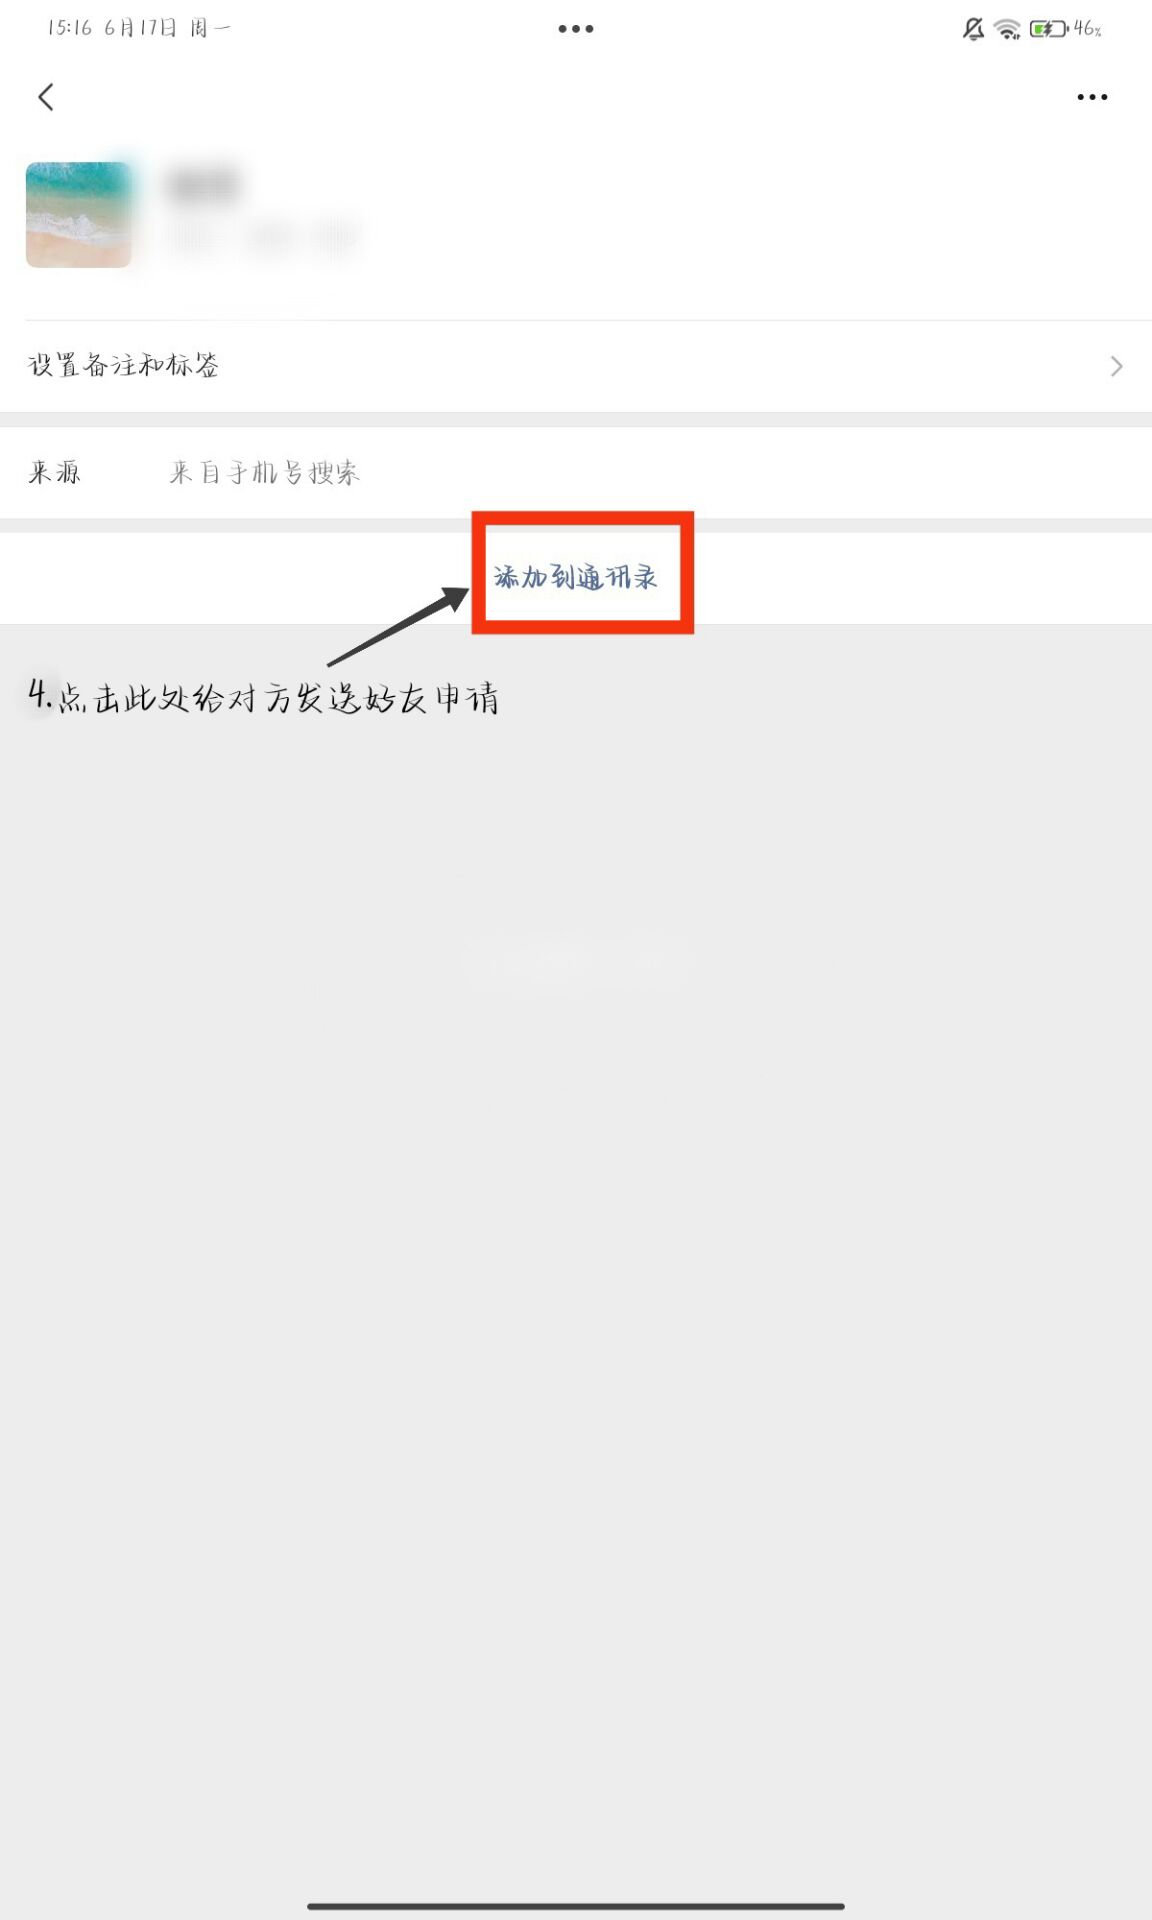 15:16 6月17日 周一
46%
设置备注和标签
来源 来自手机号搜索
添加到通讯录
4.点击此处给对方发送好友申请